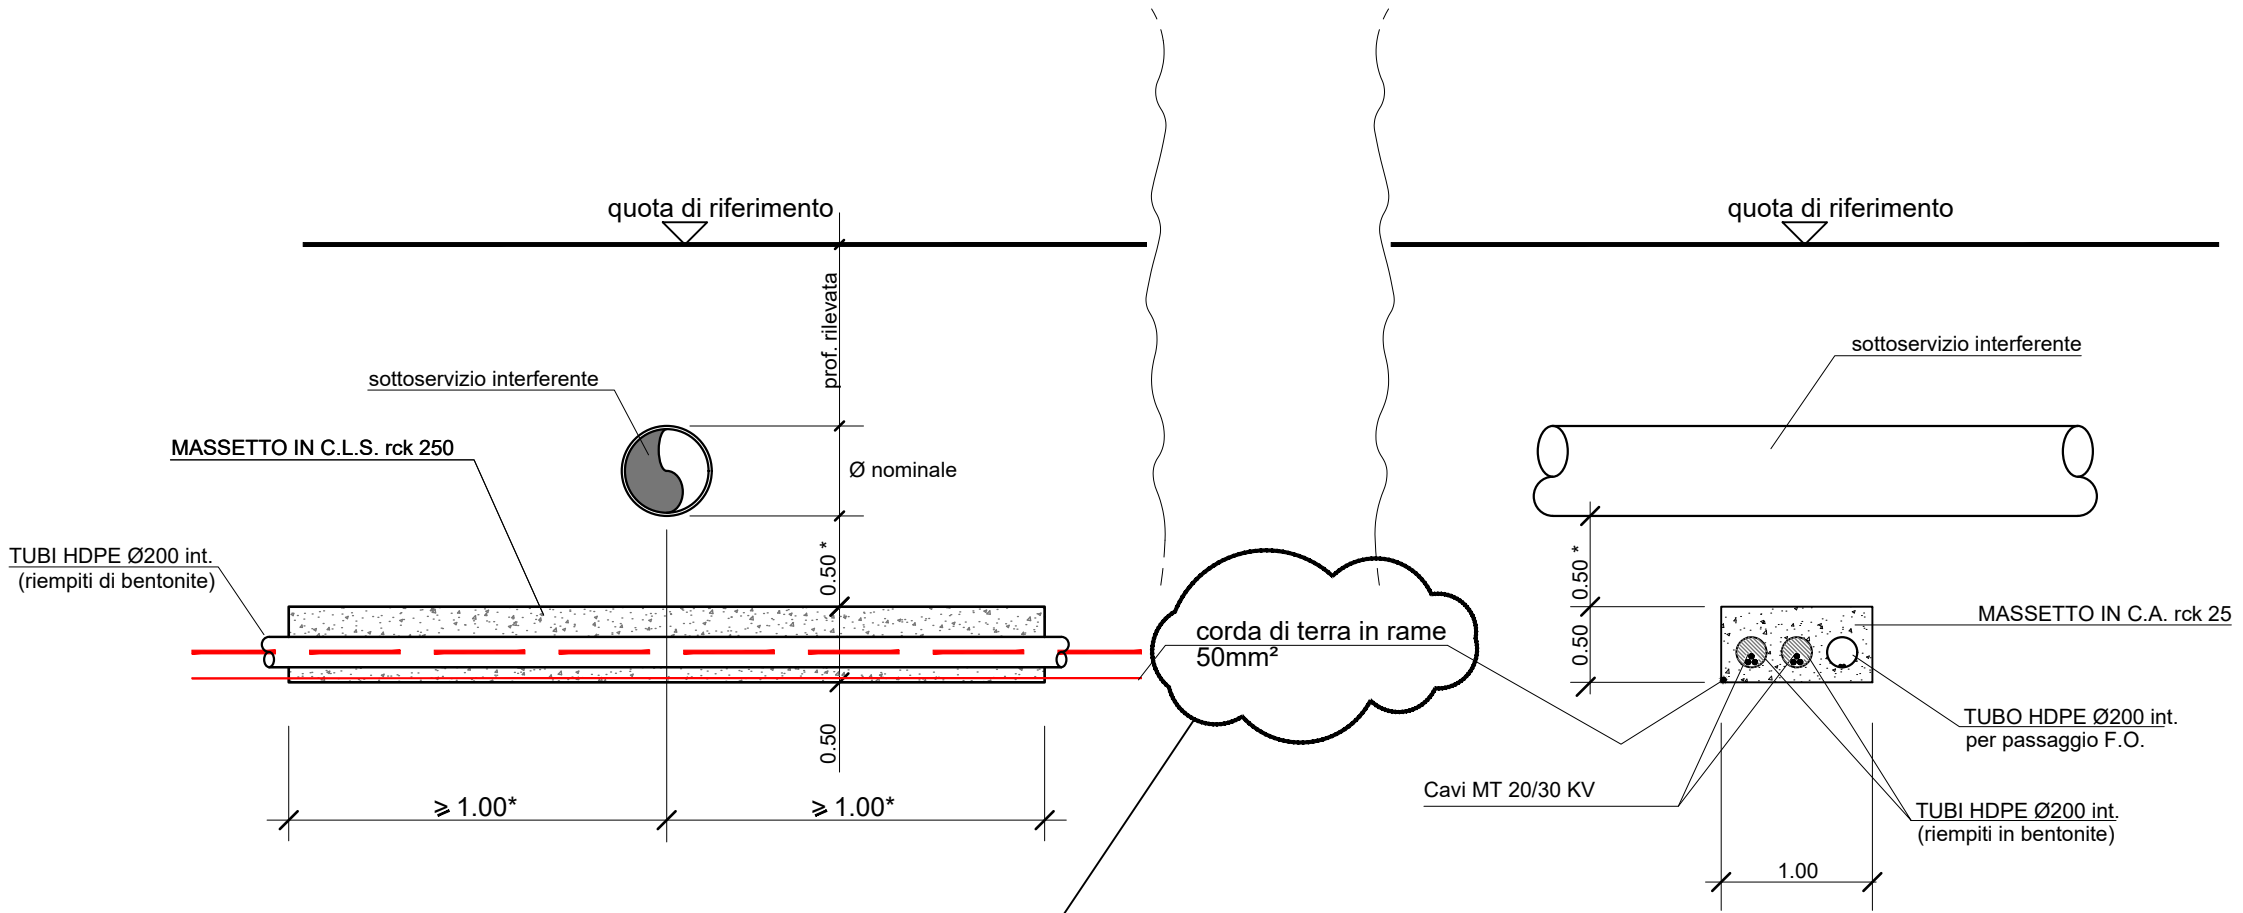 quota di riferimento
prof. rilevata
sottoservizio interferente
MASSETTO IN C.L.S. rck 250
Ø nominale
TUBI HDPE Ø200 int.
(riempiti di bentonite)
0.50 *
0.50
≥ 1.00*
≥ 1.00*
corda di terra in rame
50mm²
quota di riferimento
sottoservizio interferente
0.50 *
0.50
MASSETTO IN C.A. rck 25
TUBO HDPE Ø200 int.
per passaggio F.O.
Cavi MT 20/30 KV
TUBI HDPE Ø200 int.
(riempiti in bentonite)
1.00